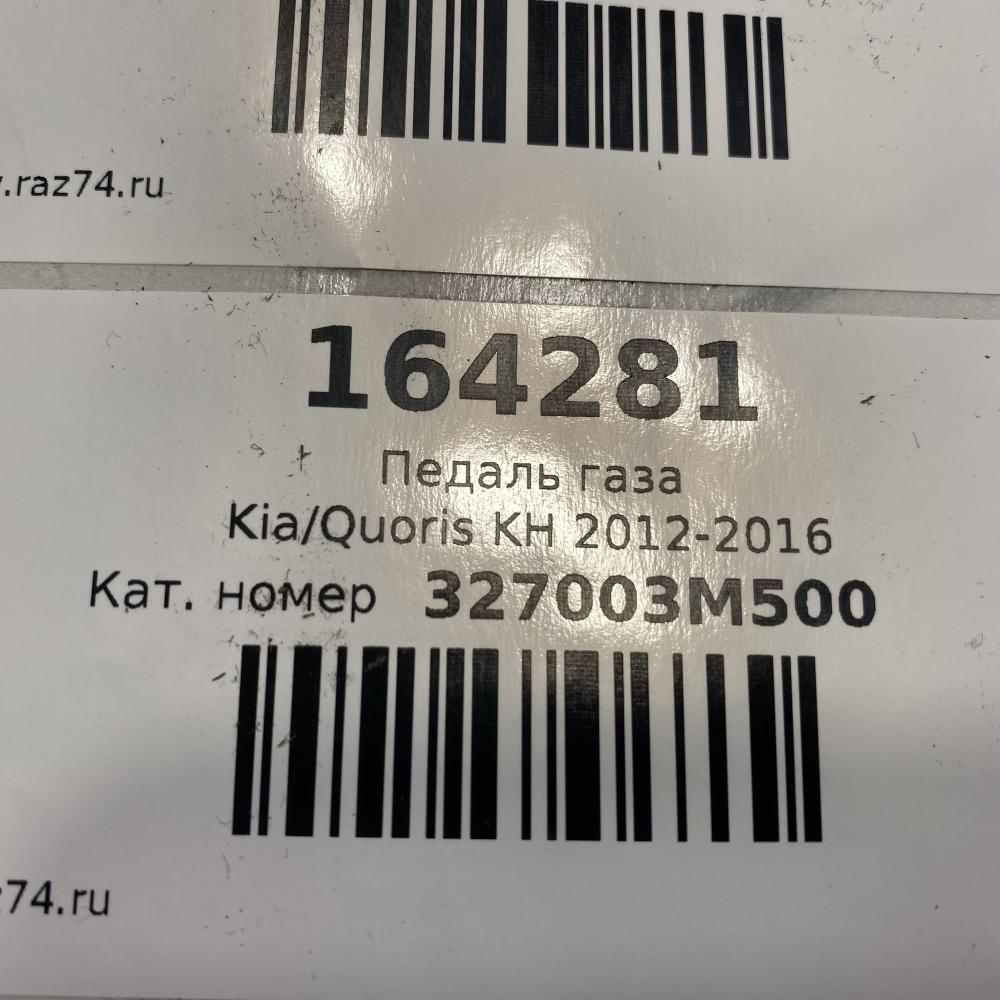 .raz74.ru
164281
Педаль газа
Kia/Quoris KH 2012-2016
Кат. номер 327003M500
74.ru